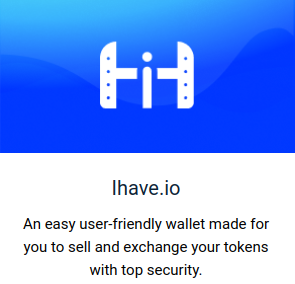 Ihave.io
An easy user-friendly wallet made for
you to sell and exchange your tokens
with top security.